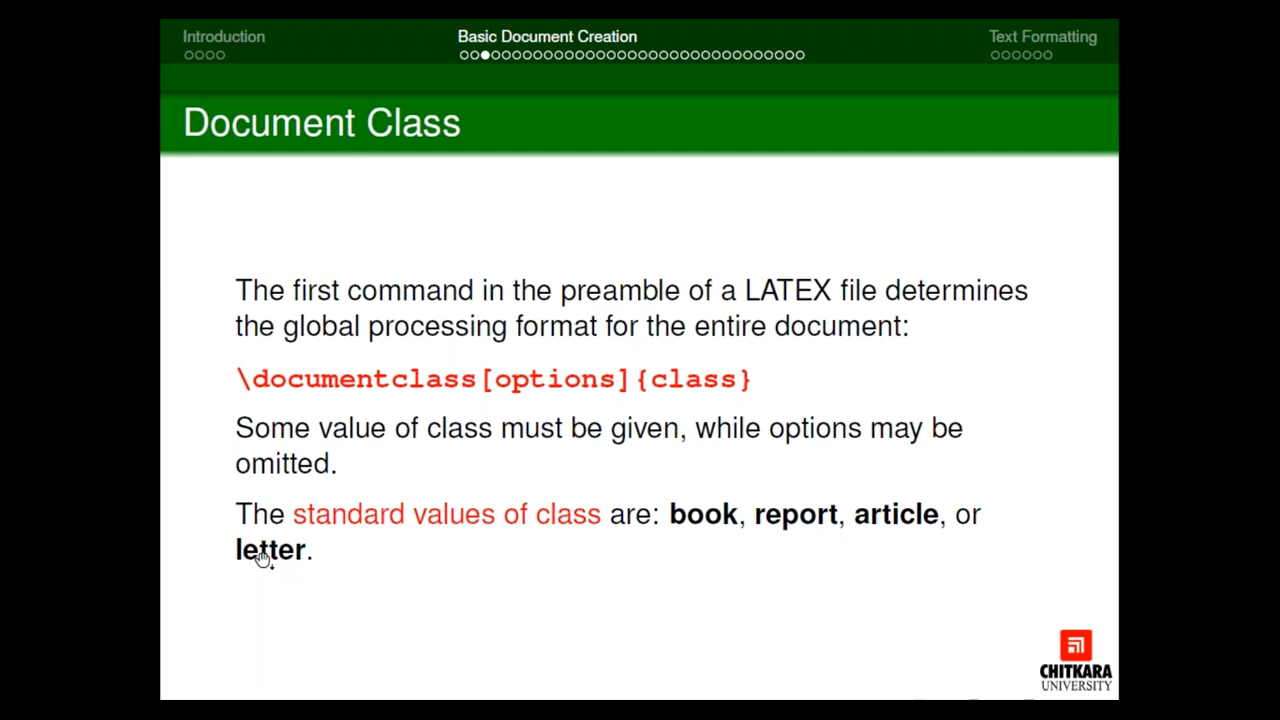 Introduction
Basic Document Creation
Text Formatting
Document Class
The first command in the preamble of a LATEX file determines
the global processing format for the entire document:
\documentclass[options]{class}
Some value of class must be given, while options may be
omitted.
The standard values of class are: book, report, article, or
letter.
CHITKARA
UNIVERSITY